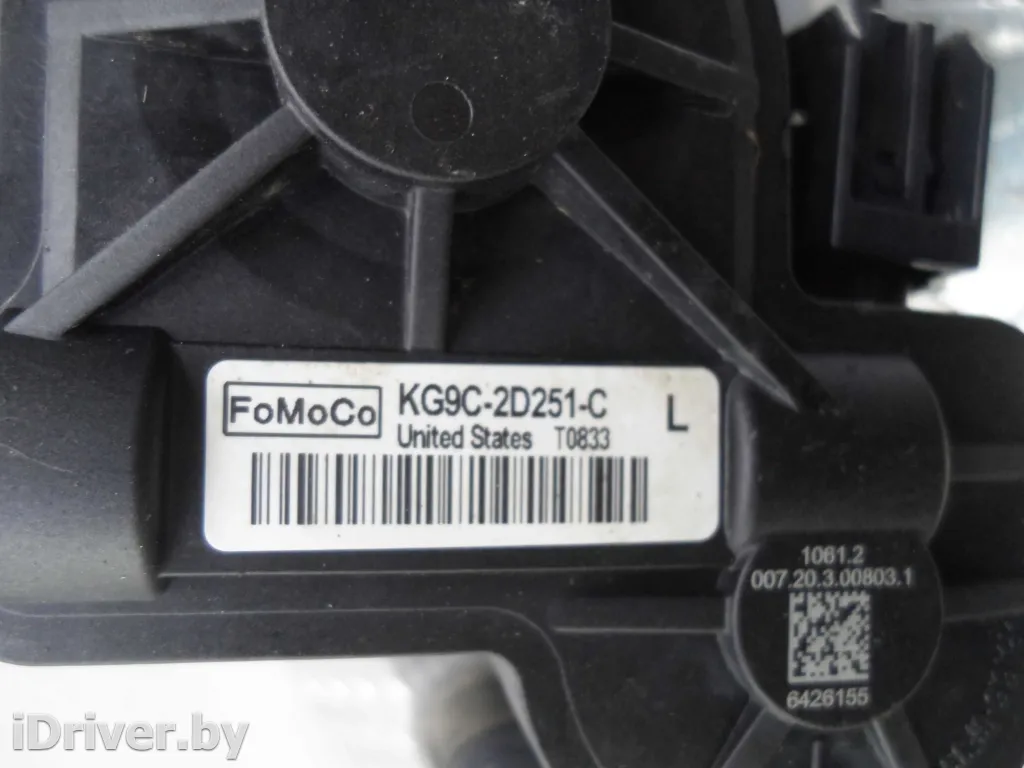 FoMoCo
KG9C-2D251-C
L
United States T0833
1061.2
007.20.3.00803.1
6426155
iDriver.by